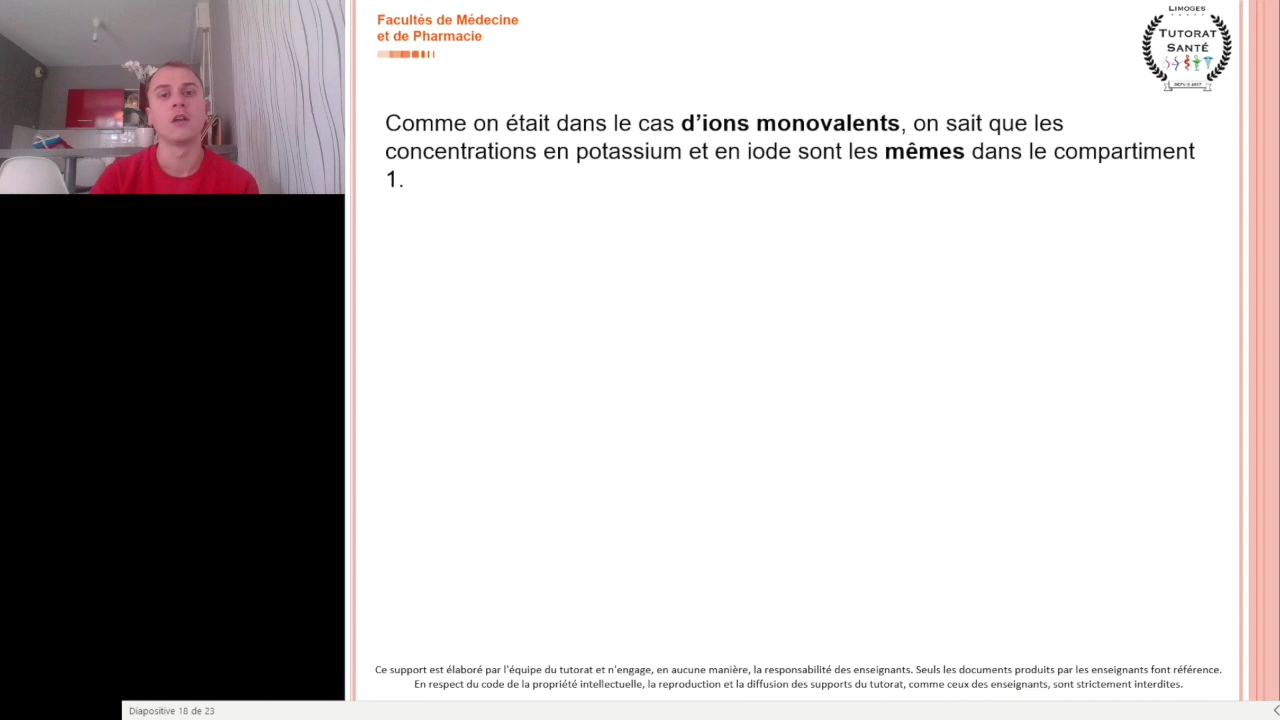 Facultés de Médecine
et de Pharmacie
LIMOGES
TUTORAT
SANTÉ
DEPUIS 2007
Comme on était dans le cas d’ions monovalents, on sait que les
concentrations en potassium et en iode sont les mêmes dans le compartiment
1.
Ce support est élaboré par l'équipe du tutorat et n'engage, en aucune manière, la responsabilité des enseignants. Seuls les documents produits par les enseignants font référence.
En respect du code de la propriété intellectuelle, la reproduction et la diffusion des supports du tutorat, comme ceux des enseignants, sont strictement interdites.
Diapositive 18 de 23